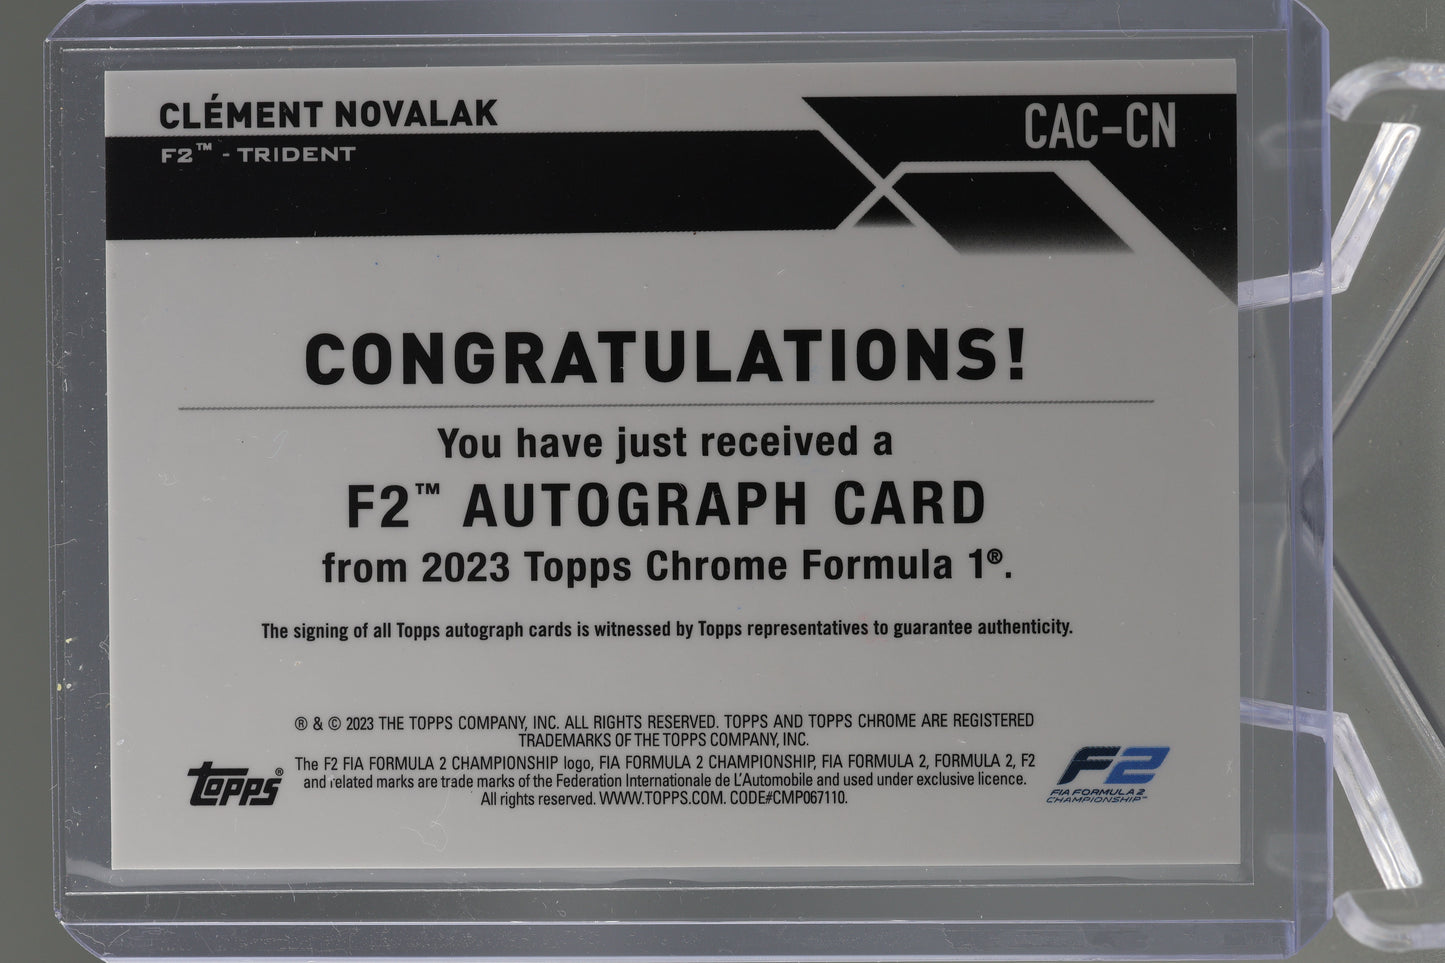 CLÉMENT NOVALAK
F2™ - TRIDENT
CAC-CN
CONGRATULATIONS!
You have just received a
F2™ AUTOGRAPH CARD
from 2023 Topps Chrome Formula 1®.
The signing of all Topps autograph cards is witnessed by Topps representatives to guarantee authenticity.
® & © 2023 THE TOPPS COMPANY, INC. ALL RIGHTS RESERVED. TOPPS AND TOPPS CHROME ARE REGISTERED
TRADEMARKS OF THE TOPPS COMPANY, INC.
The F2 FIA FORMULA 2 CHAMPIONSHIP logo, FIA FORMULA 2 CHAMPIONSHIP, FIA FORMULA 2, FORMULA 2, F2
and related marks are trade marks of the Federation Internationale de L'Automobile and used under exclusive licence.
All rights reserved. WWW.TOPPS.COM. CODE#CMP067110.
topps®
F2
FIA FORMULA 2
CHAMPIONSHIP™